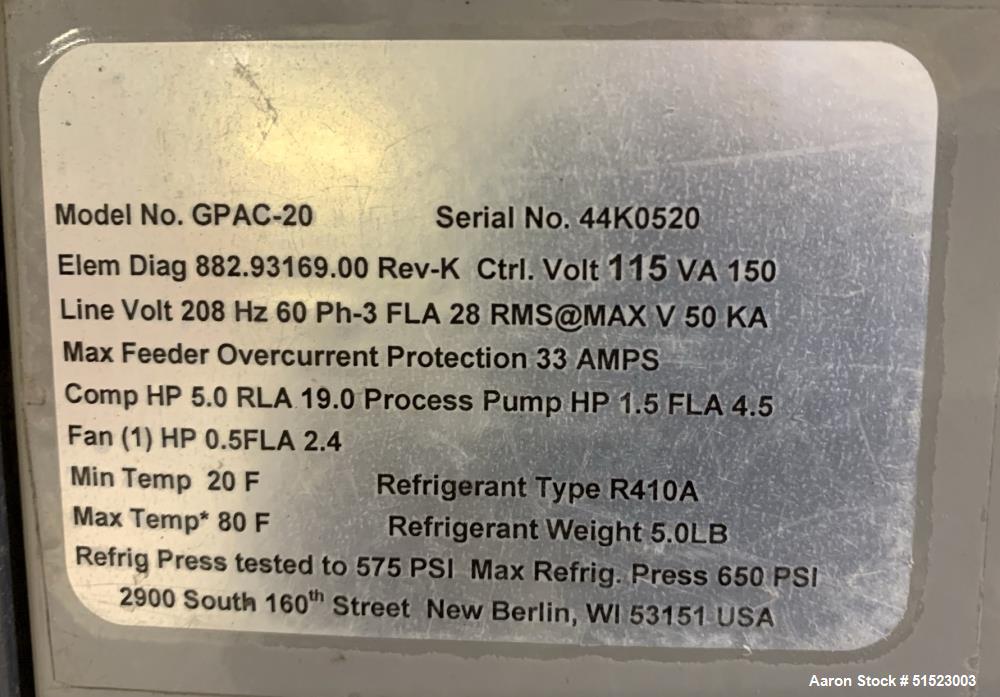 Model No. GPAC-20 Serial No. 44K0520
Elem Diag 882.93169.00 Rev-K Ctrl. Volt 115 VA 150
Line Volt 208 Hz 60 Ph-3 FLA 28 RMS@MAX V 50 KA
Max Feeder Overcurrent Protection 33 AMPS
Comp HP 5.0 RLA 19.0 Process Pump HP 1.5 FLA 4.5
Fan (1) HP 0.5FLA 2.4
Min Temp 20 F Refrigerant Type R410A
Max Temp* 80 F Refrigerant Weight 5.0LB
Refrig Press tested to 575 PSI Max Refrig. Press 650 PSI
2900 South 160th Street New Berlin, WI 53151 USA
Aaron Stock # 51523003